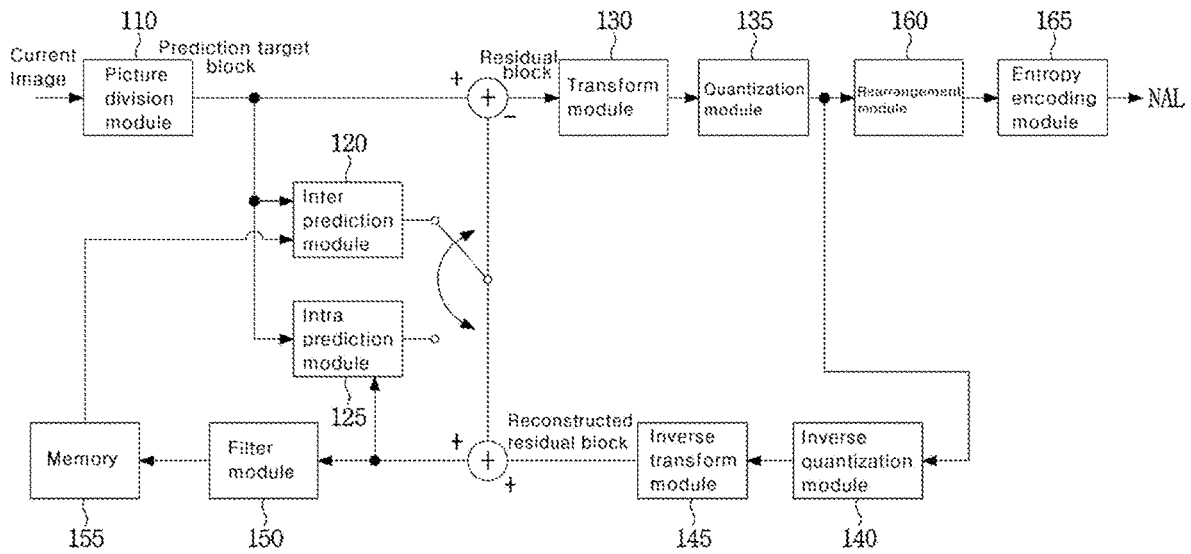 110
130
135
160
165
Current
Image
Prediction target
block
Residual
block
Picture
division
module
+
+
-
Transform
module
Quantization
module
Rearrangement
module
Entropy
encoding
module
NAL
120
Inter
prediction
module
Intra
prediction
module
125
Memory
155
Filter
module
150
+
+
+
Reconstructed
residual block
Inverse
transform
module
145
Inverse
quantization
module
140